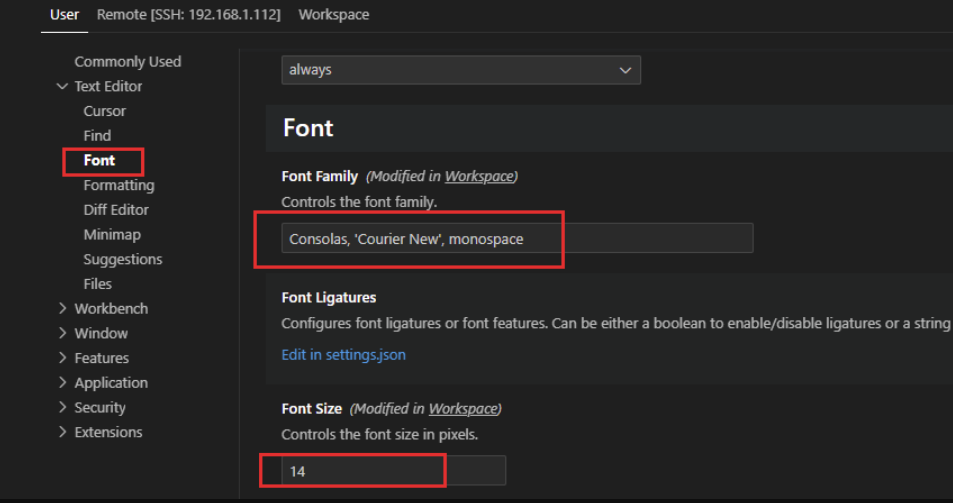 User Remote [SSH: 192.168.1.112] Workspace
Commonly Used
Text Editor
Cursor
Find
Font
Formatting
Diff Editor
Minimap
Suggestions
Files
Workbench
Window
Features
Application
Security
Extensions
always
Font
Font Family (Modified in Workspace)
Controls the font family.
Consolas, 'Courier New', monospace
Font Ligatures
Configures font ligatures or font features. Can be either a boolean to enable/disable ligatures or a string
Edit in settings.json
Font Size (Modified in Workspace)
Controls the font size in pixels.
14